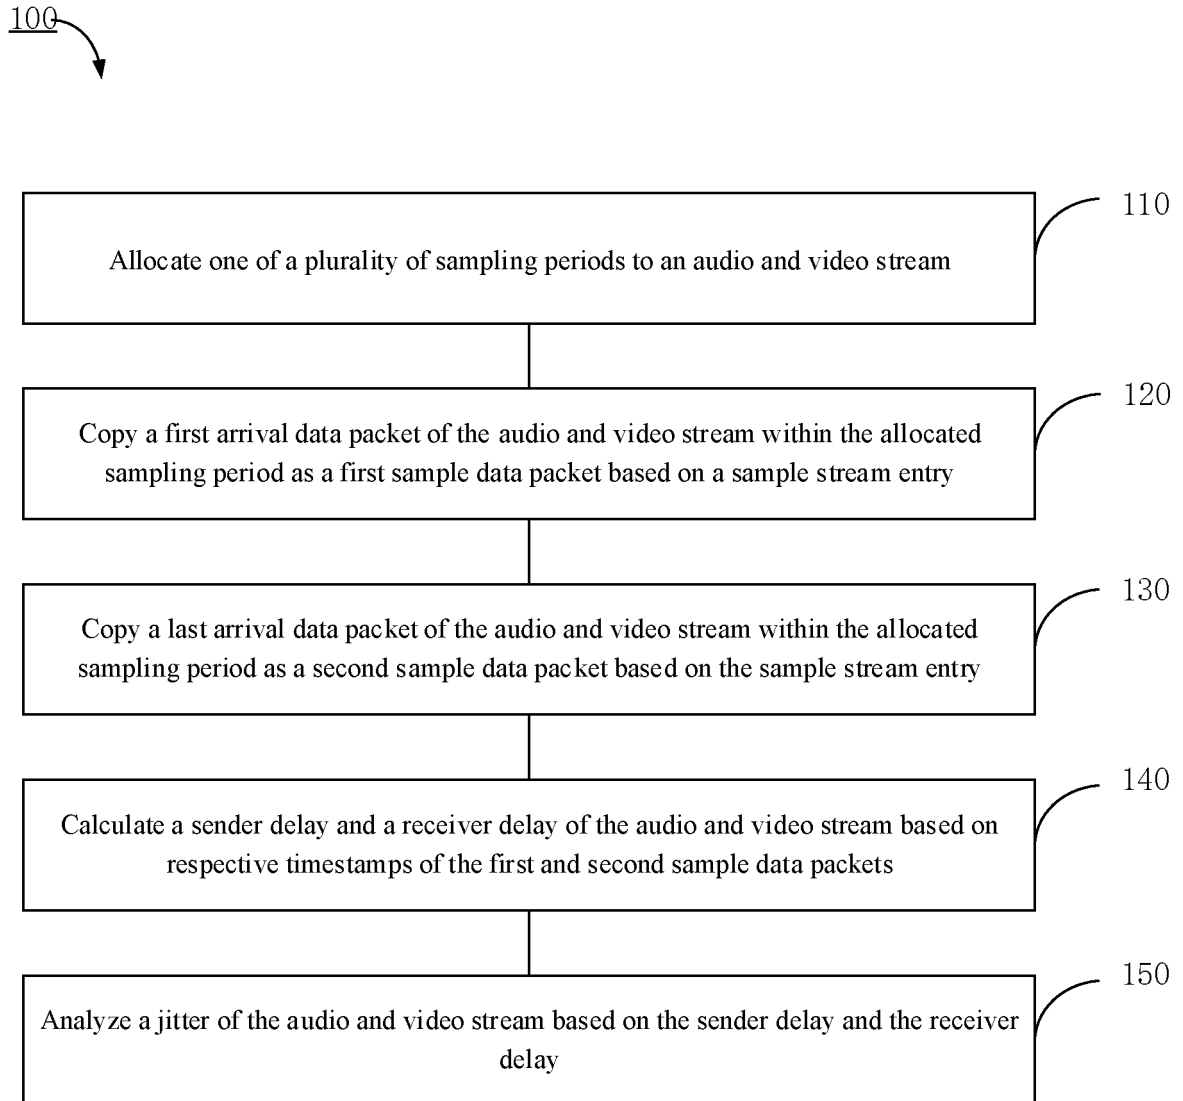 100
110
Allocate one of a plurality of sampling periods to an audio and video stream
120
Copy a first arrival data packet of the audio and video stream within the allocated
sampling period as a first sample data packet based on a sample stream entry
130
Copy a last arrival data packet of the audio and video stream within the allocated
sampling period as a second sample data packet based on the sample stream entry
140
Calculate a sender delay and a receiver delay of the audio and video stream based on
respective timestamps of the first and second sample data packets
150
Analyze a jitter of the audio and video stream based on the sender delay and the receiver
delay